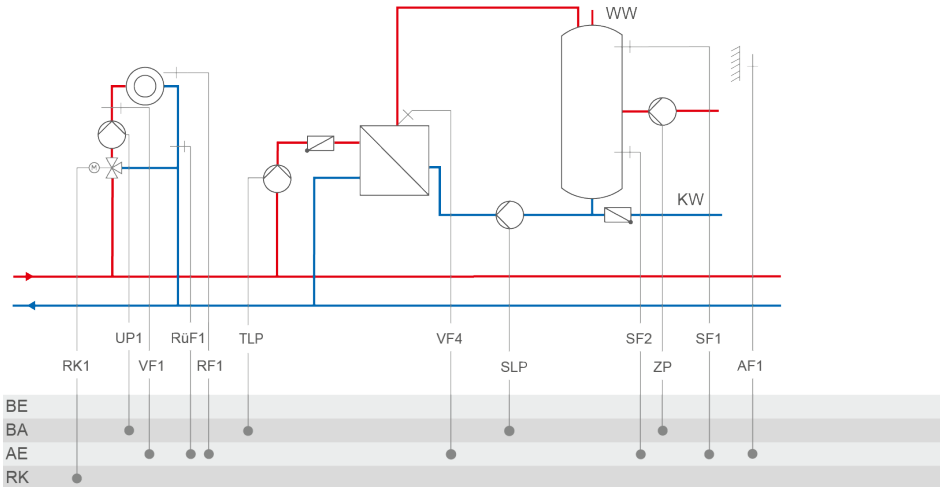 WW
M
KW
UP1 RüF1 TLP VF4 SF2 SF1
RK1 VF1 RF1 SLP ZP AF1
BE
BA
AE
RK